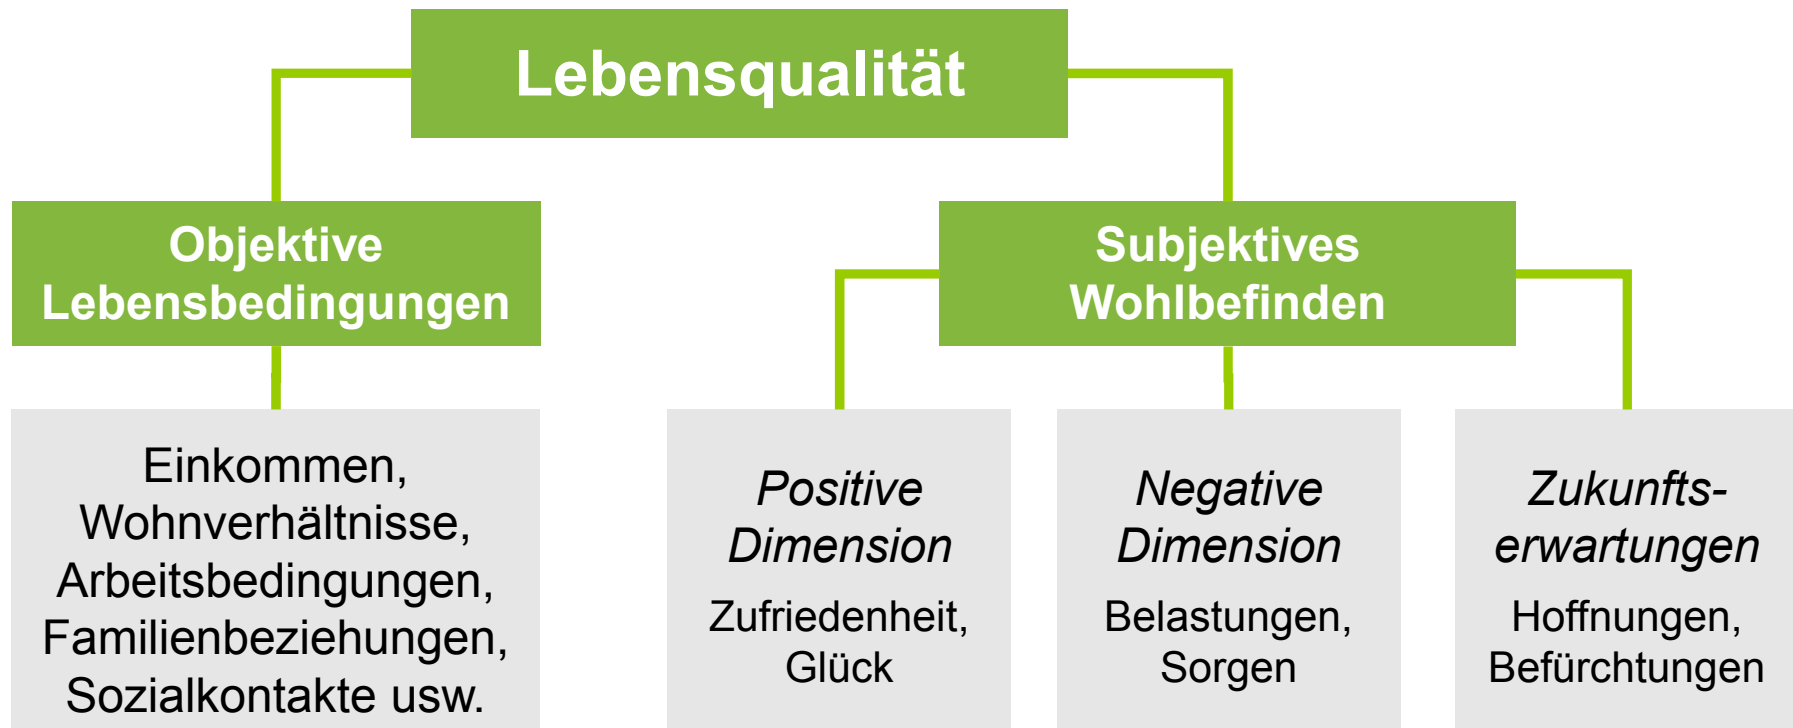 Lebensqualität
Objektive
Lebensbedingungen
Subjektives
Wohlbefinden
Einkommen,
Wohnverhältnisse,
Arbeitsbedingungen,
Familienbeziehungen,
Sozialkontakte usw.
Positive
Dimension
Zufriedenheit,
Glück
Negative
Dimension
Belastungen,
Sorgen
Zukunfts-
erwartungen
Hoffnungen,
Befürchtungen